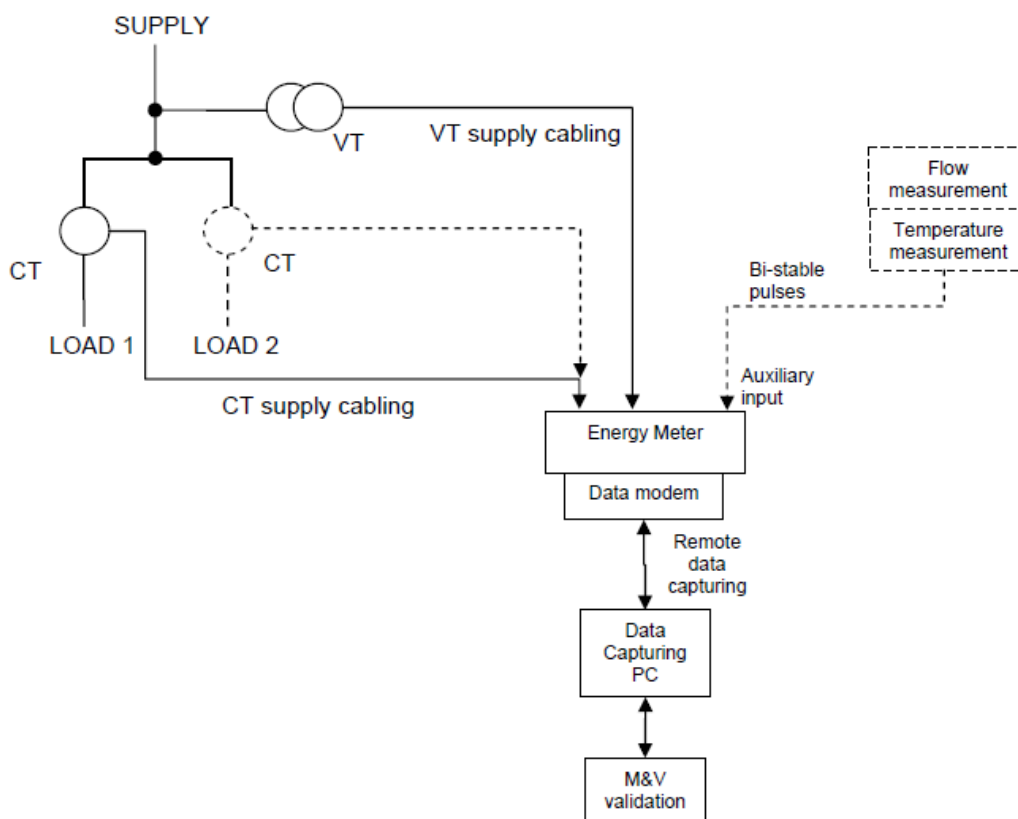 SUPPLY
VT
VT supply cabling
Flow
measurement
Temperature
measurement
CT
CT
Bi-stable
pulses
LOAD 1
LOAD 2
Auxiliary
input
CT supply cabling
Energy Meter
Data modem
Remote
data
capturing
Data
Capturing
PC
M&V
validation